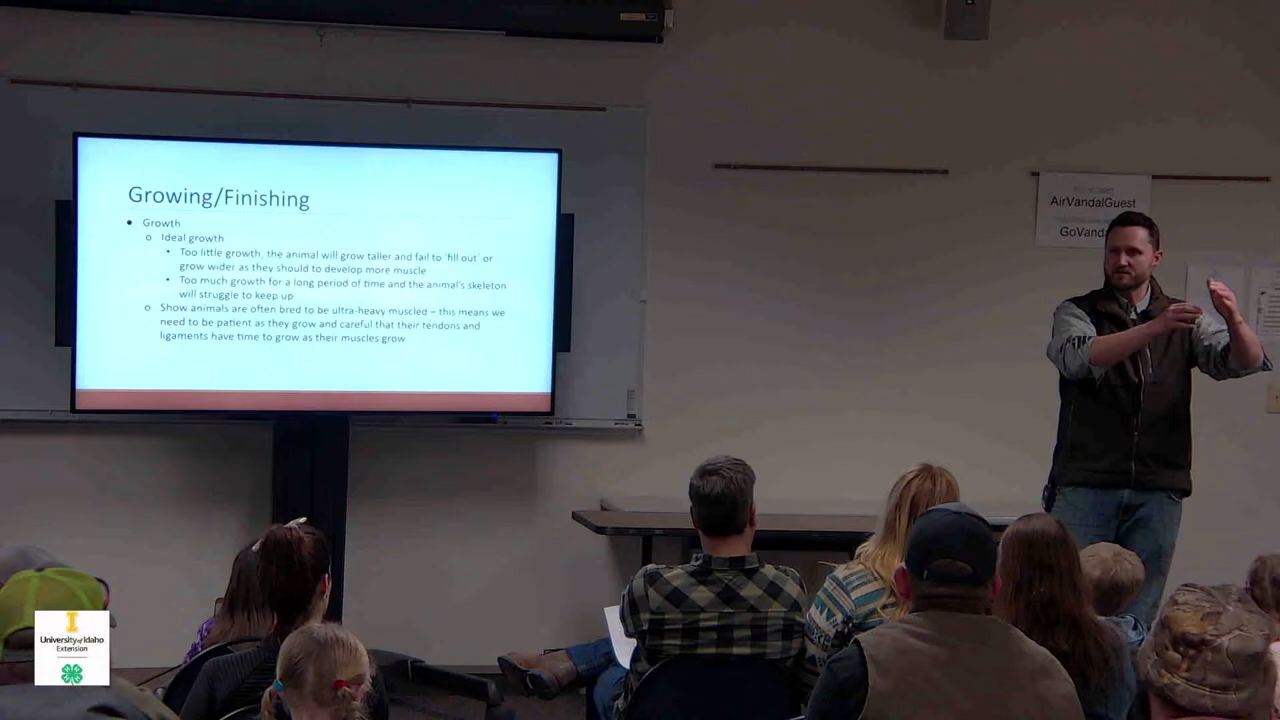 Growing/Finishing
Growth
Ideal growth
Too little growth, the animal will grow taller and fail to 'fill out' or
grow wider as they should to develop more muscle
Too much growth for a long period of time and the animal's skeleton
will struggle to keep up
Show animals are often bred to be ultra-heavy muscled – this means we
need to be patient as they grow and careful that their tendons and
ligaments have time to grow as their muscles grow
AirVandalGuest
I
University of Idaho
Extension